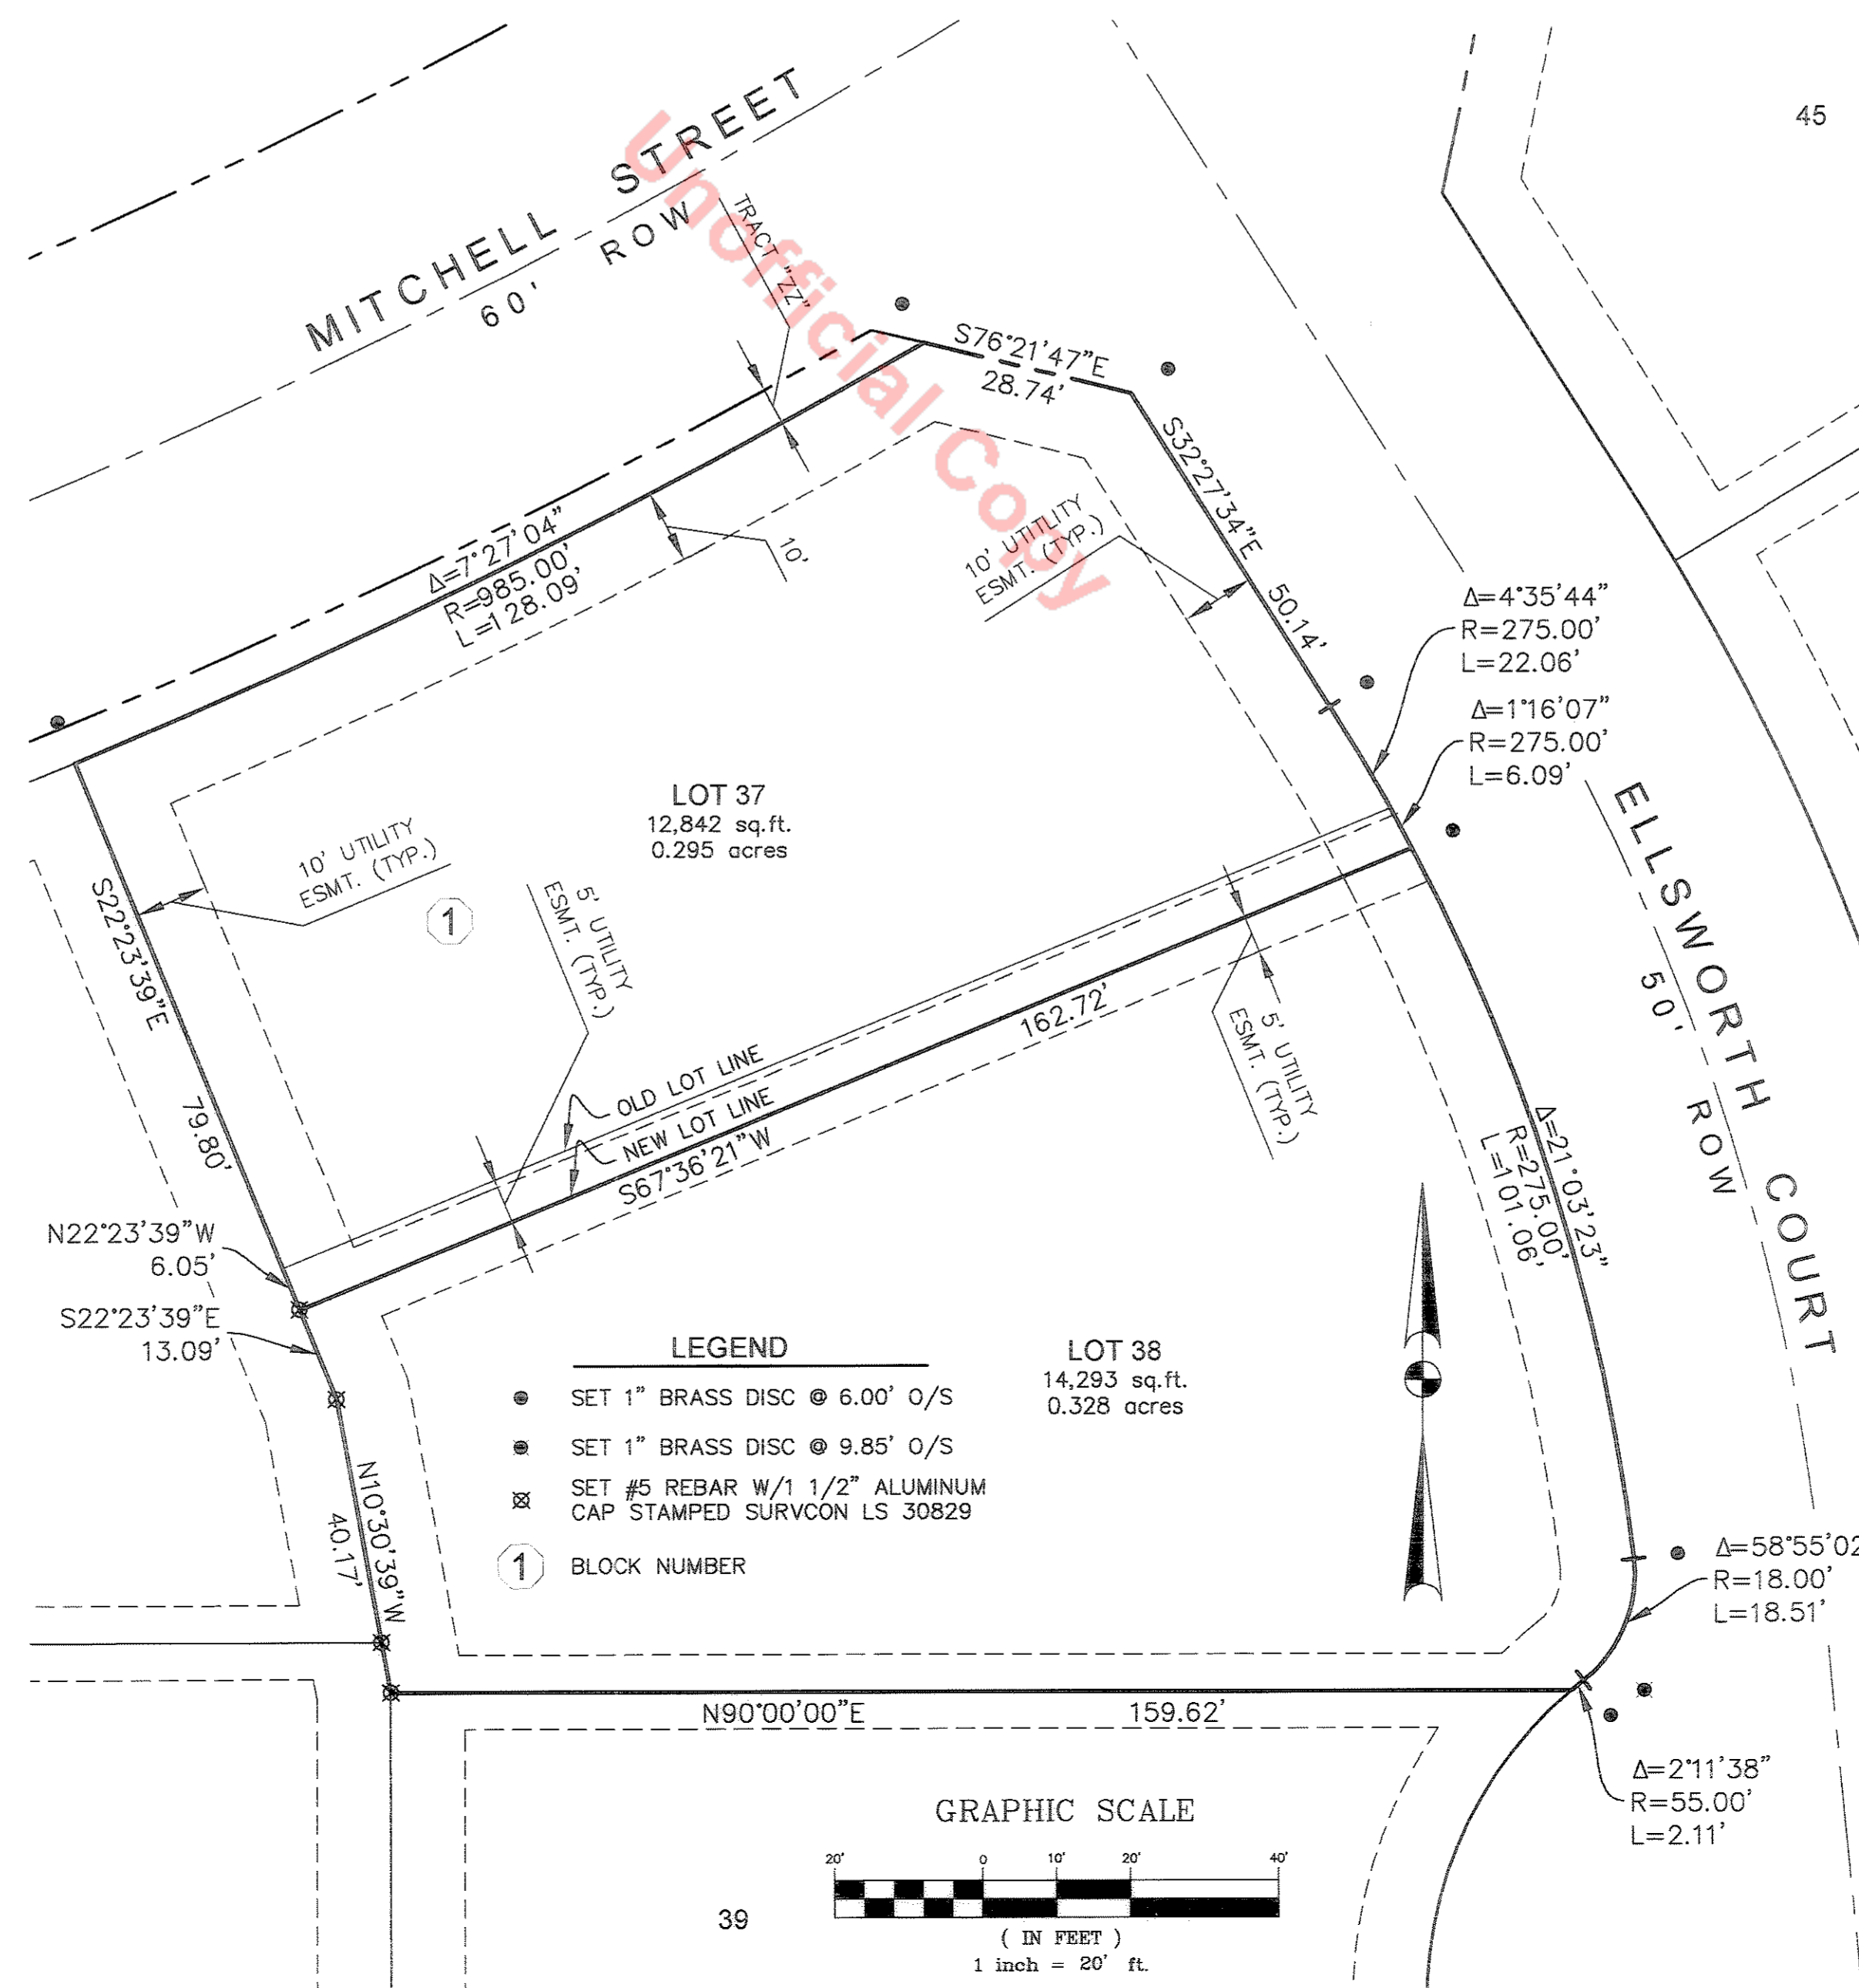 45
MITCHELL STREET
60' ROW
TRACT "ZZ"
Unofficial Copy
S76°21'47"E
28.74'
S32°27'34"E
50.14'
10' UTITLITY
ESMT. (TYP.)
10'
Δ=7°27'04"
R=985.00'
L=128.09'
Δ=4°35'44"
R=275.00'
L=22.06'
Δ=1°16'07"
R=275.00'
L=6.09'
LOT 37
12,842 sq.ft.
0.295 acres
10' UTILITY
ESMT. (TYP.)
1
5' UTILITY
ESMT. (TYP.)
S22°23'39"E
79.80'
ELLSWORTH COURT
50' ROW
162.72'
5' UTILITY
ESMT. (TYP.)
OLD LOT LINE
NEW LOT LINE
S67°36'21"W
Δ=21°03'23"
R=275.00'
L=101.06'
N22°23'39"W
6.05'
S22°23'39"E
13.09'
LEGEND
SET 1" BRASS DISC @ 6.00' O/S
SET 1" BRASS DISC @ 9.85' O/S
SET #5 REBAR W/1 1/2" ALUMINUM
CAP STAMPED SURVCON LS 30829
1 BLOCK NUMBER
LOT 38
14,293 sq.ft.
0.328 acres
N10°30'39"W
40.17'
Δ=58°55'02
R=18.00'
L=18.51'
N90°00'00"E 159.62'
Δ=2°11'38"
R=55.00'
L=2.11'
GRAPHIC SCALE
20' 0 10' 20' 40'
( IN FEET )
1 inch = 20' ft.
39